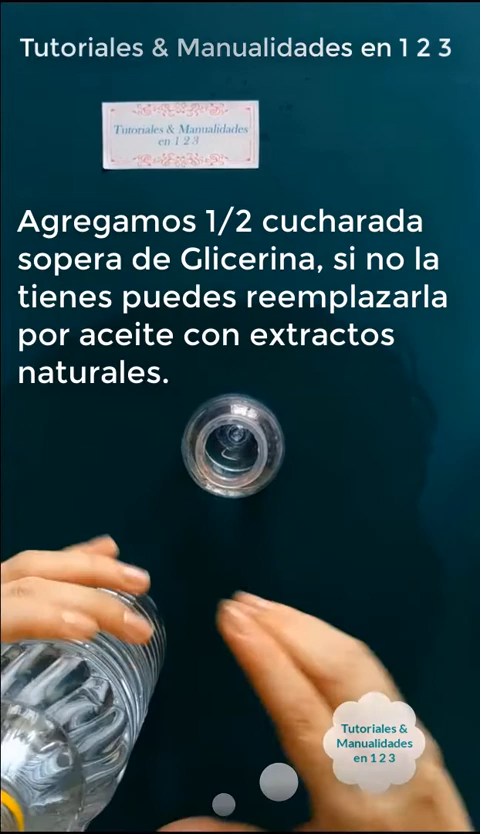 Tutoriales & Manualidades en 1 2 3
Tutoriales & Manualidades
en 1 2 3
Agregamos 1/2 cucharada
sopera de Glicerina, si no la
tienes puedes reemplazarla
por aceite con extractos
naturales.
Tutoriales &
Manualidades
en 1 2 3